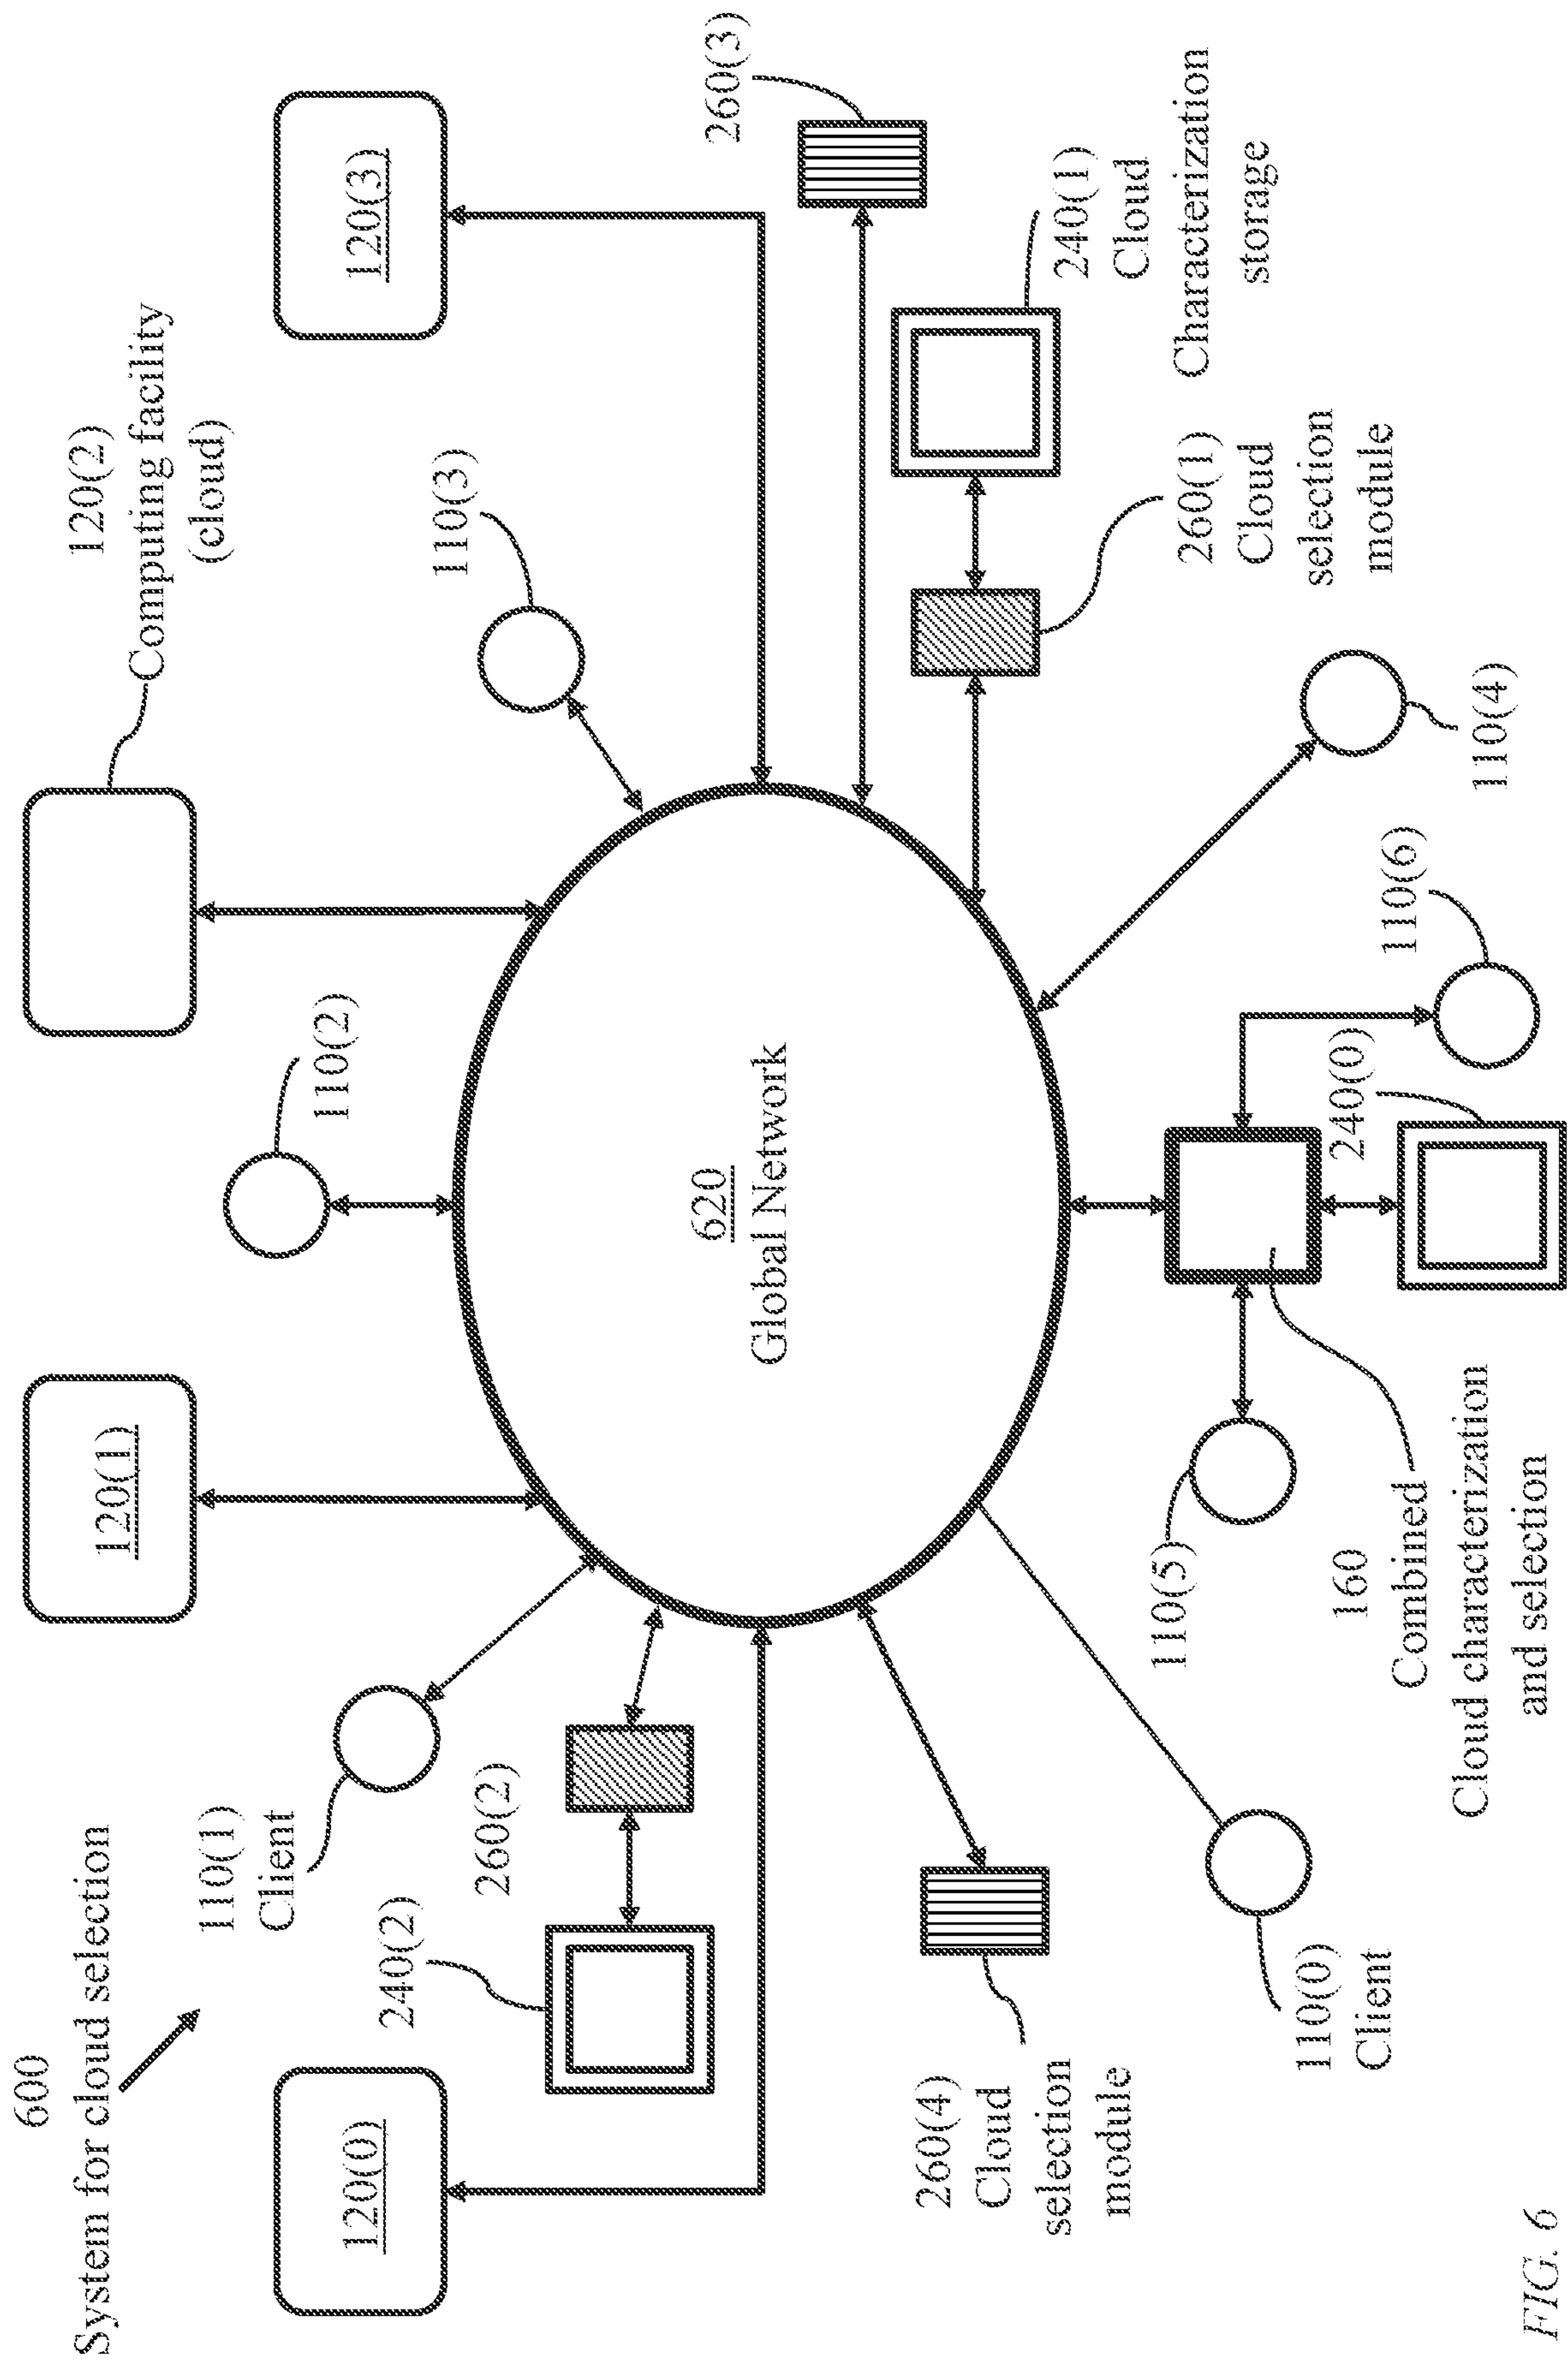 600
System for cloud selection
120(0)
120(1)
120(2)
Computing facility
(cloud)
120(3)
110(1)
Client
110(2)
110(3)
240(2)
260(2)
260(3)
620
Global Network
240(1)
Cloud
Characterization
storage
260(1)
Cloud
selection
module
260(4)
Cloud
selection
module
110(0)
Client
110(5)
160
Combined
Cloud characterization
and selection
240(0)
110(6)
110(4)
FIG. 6